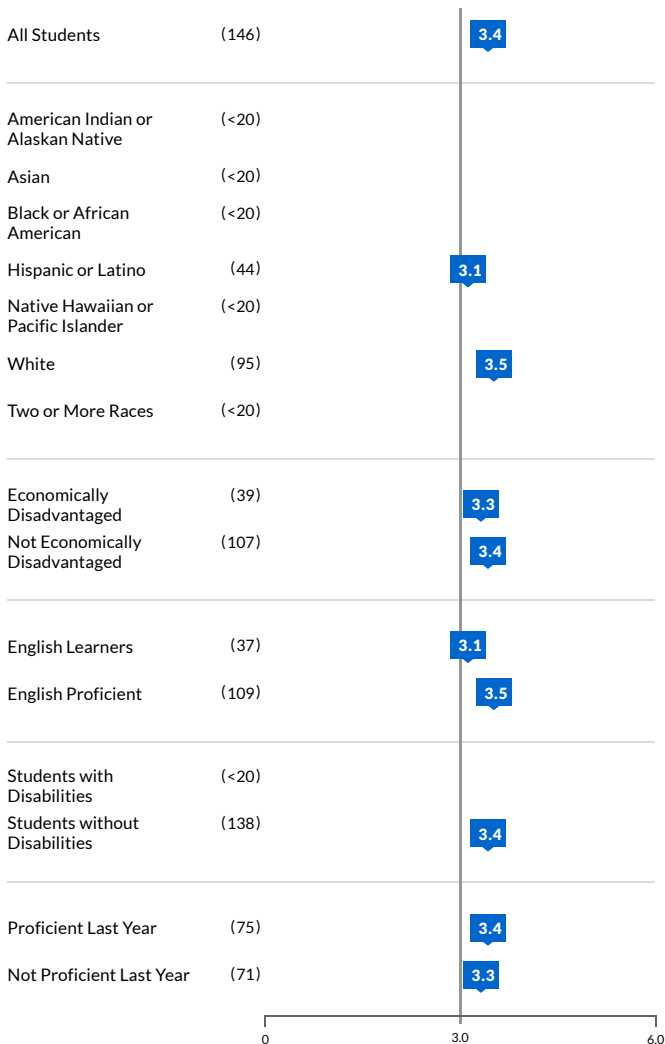 All Students (146) 3.4
American Indian or (<20)
Alaskan Native
Asian (<20)
Black or African (<20)
American
Hispanic or Latino (44) 3.1
Native Hawaiian or (<20)
Pacific Islander
White (95) 3.5
Two or More Races (<20)
Economically (39) 3.3
Disadvantaged
Not Economically (107) 3.4
Disadvantaged
English Learners (37) 3.1
English Proficient (109) 3.5
Students with (<20)
Disabilities
Students without (138) 3.4
Disabilities
Proficient Last Year (75) 3.4
Not Proficient Last Year (71) 3.3
0 3.0 6.0